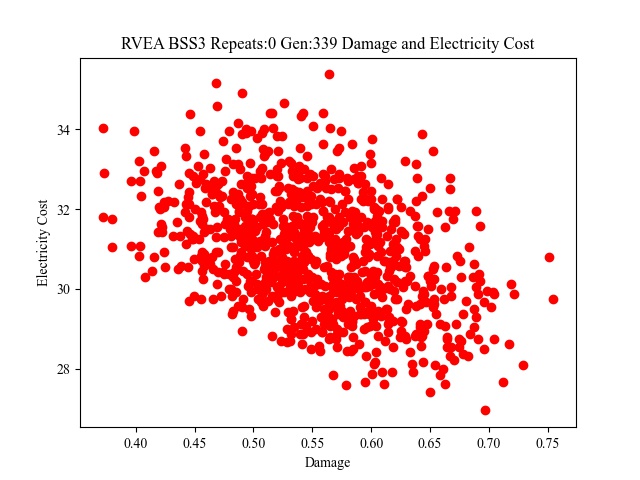 RVEA BSS3 Repeats:0 Gen:339 Damage and Electricity Cost
34
32
30
28
Electricity Cost
0.40 0.45 0.50 0.55 0.60 0.65 0.70 0.75
Damage